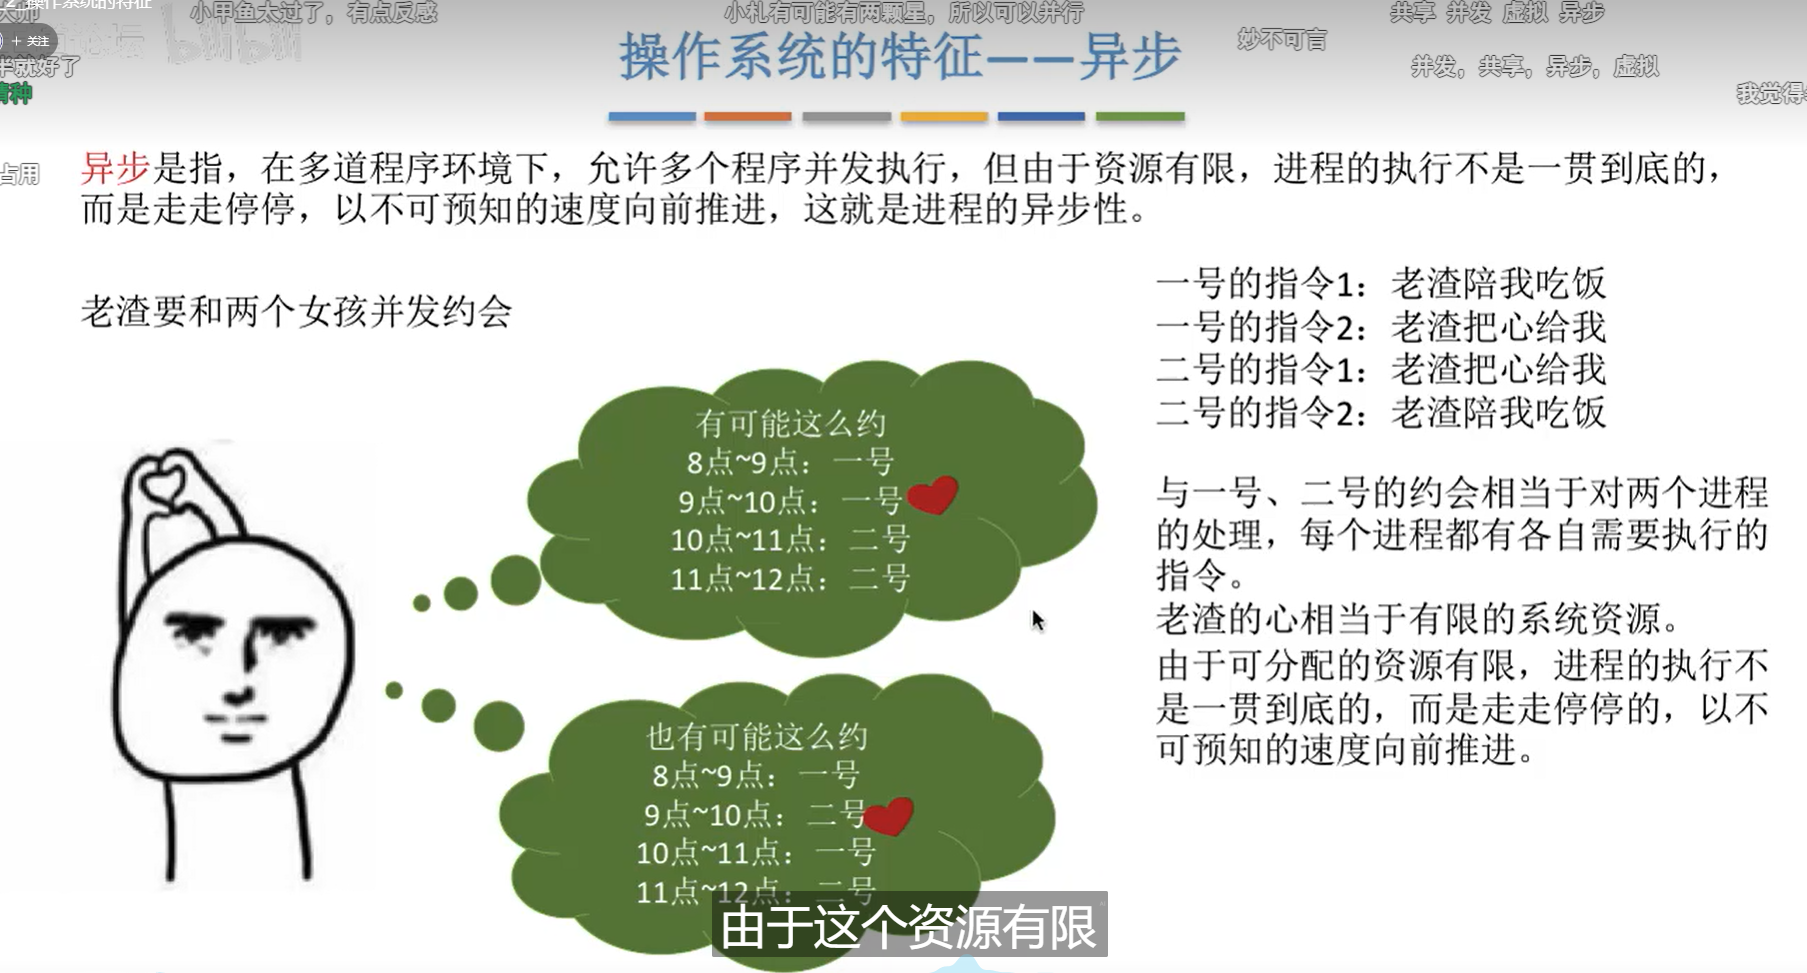 2_操作系统的特征
小甲鱼太过了，有点反感
小札有可能有两颗星，所以可以并行
共享 并发 虚拟 异步
+ 关注
bilibili
妙不可言
并发，共享，异步，虚拟
半就好了
情种
我觉得
占用
操作系统的特征——异步
异步是指，在多道程序环境下，允许多个程序并发执行，但由于资源有限，进程的执行不是一贯到底的，
而是走走停停，以不可预知的速度向前推进，这就是进程的异步性。
老渣要和两个女孩并发约会
有可能这么约
8点~9点：一号
9点~10点：一号
10点~11点：二号
11点~12点：二号
也有可能这么约
8点~9点：一号
9点~10点：二号
10点~11点：一号
11点~12点：二号
一号的指令1：老渣陪我吃饭
一号的指令2：老渣把心给我
二号的指令1：老渣把心给我
二号的指令2：老渣陪我吃饭
与一号、二号的约会相当于对两个进程
的处理，每个进程都有各自需要执行的
指令。
老渣的心相当于有限的系统资源。
由于可分配的资源有限，进程的执行不
是一贯到底的，而是走走停停的，以不
可预知的速度向前推进。
由于这个资源有限